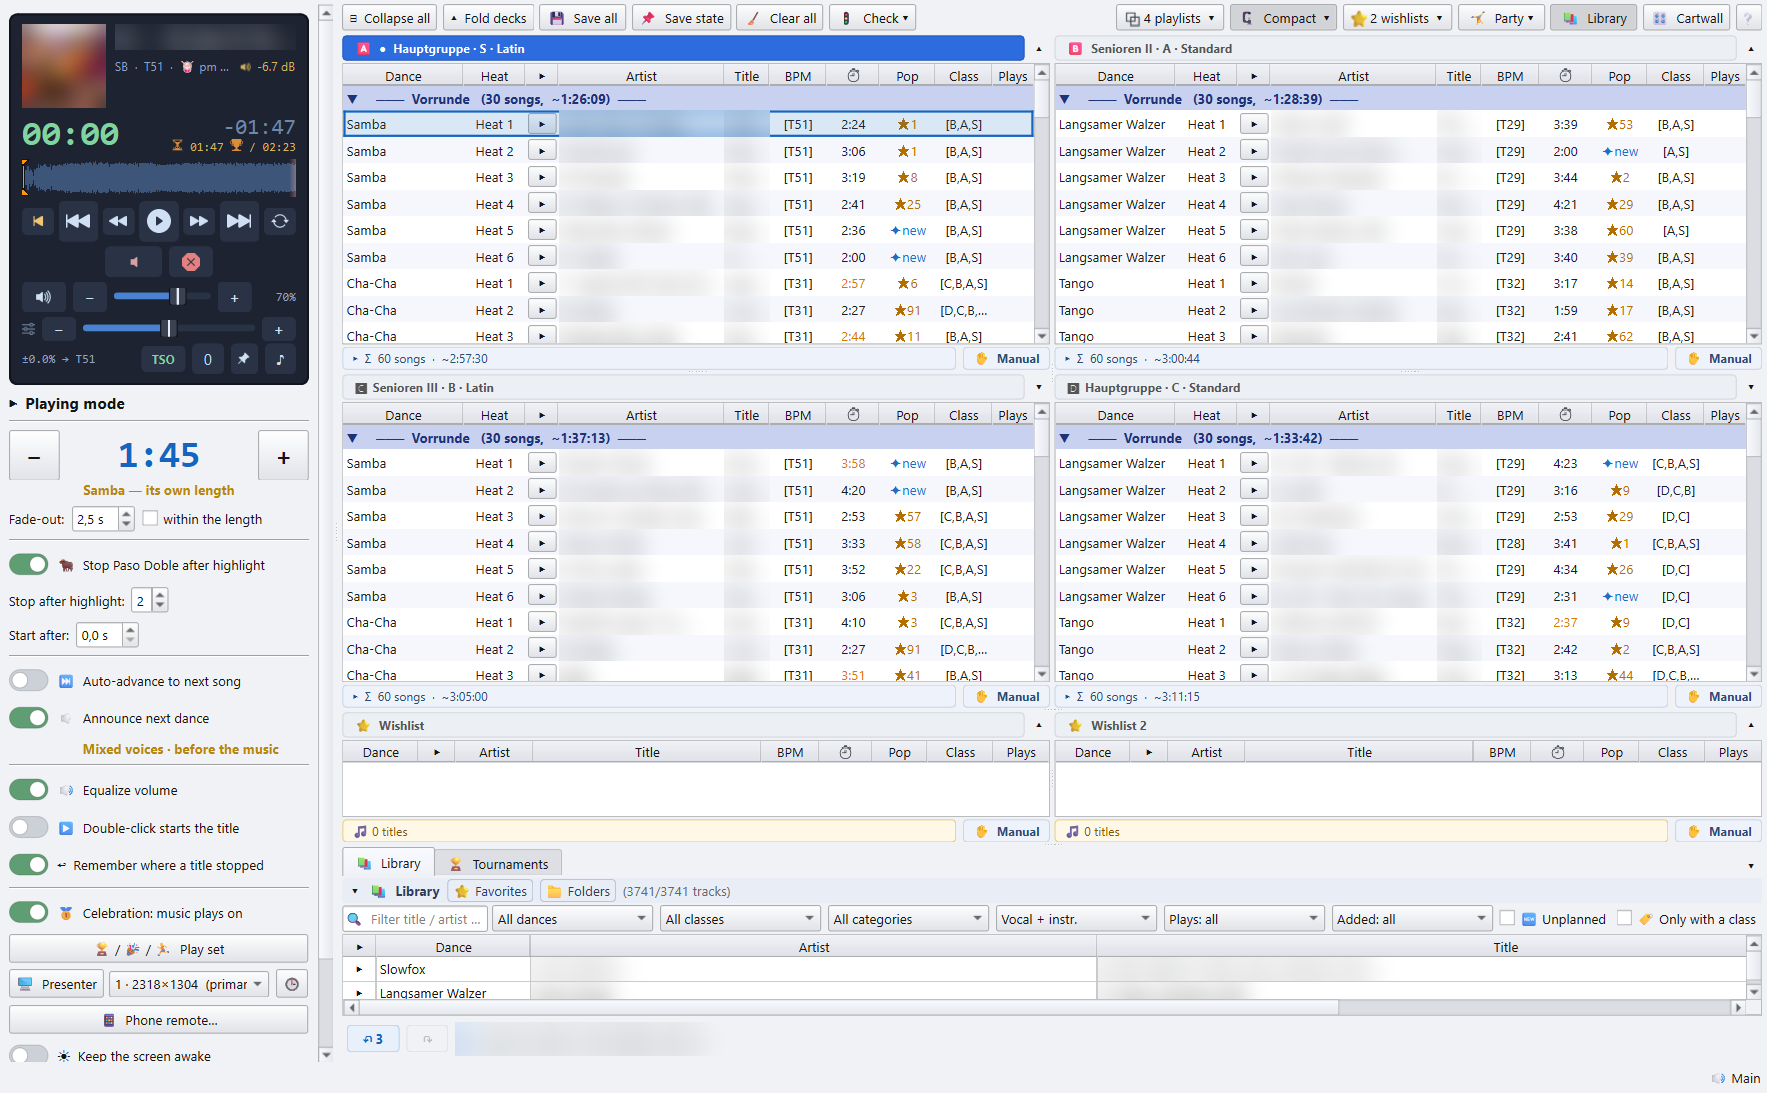 Collapse all
Fold decks
Save all
Save state
Clear all
Check
4 playlists
Compact
2 wishlists
Party
Library
Cartwall
?
SB · T51 · pm ... -6.7 dB
00:00
-01:47
01:47 / 02:23
70%
±0.0% → T51
TSO
0
Playing mode
− 1:45 +
Samba — its own length
Fade-out: 2,5 s within the length
Stop Paso Doble after highlight
Stop after highlight: 2
Start after: 0,0 s
Auto-advance to next song
Announce next dance
Mixed voices · before the music
Equalize volume
Double-click starts the title
Remember where a title stopped
Celebration: music plays on
/ / Play set
Presenter 1 · 2318×1304 (primar
Phone remote...
Keep the screen awake
A Hauptgruppe · S · Latin
Dance Heat Artist Title BPM Pop Class Plays
Vorrunde (30 songs, ~1:26:09)
Samba Heat 1 [T51] 2:24 ★1 [B,A,S]
Samba Heat 2 [T51] 3:06 ★1 [B,A,S]
Samba Heat 3 [T51] 3:19 ★8 [B,A,S]
Samba Heat 4 [T51] 2:41 ★25 [B,A,S]
Samba Heat 5 [T51] 2:36 new [B,A,S]
Samba Heat 6 [T51] 2:00 new [B,A,S]
Cha-Cha Heat 1 [T31] 2:57 ★6 [C,B,A,S]
Cha-Cha Heat 2 [T31] 2:27 ★91 [D,C,B,...
Cha-Cha Heat 3 [T31] 2:44 ★11 [B,A,S]
Σ 60 songs · ~2:57:30
Manual
B Senioren II · A · Standard
Dance Heat Artist Title BPM Pop Class Plays
Vorrunde (30 songs, ~1:28:39)
Langsamer Walzer Heat 1 [T29] 3:39 ★53 [B,A,S]
Langsamer Walzer Heat 2 [T29] 2:00 new [A,S]
Langsamer Walzer Heat 3 [T29] 3:44 ★2 [B,A,S]
Langsamer Walzer Heat 4 [T29] 4:21 ★29 [B,A,S]
Langsamer Walzer Heat 5 [T29] 3:38 ★60 [A,S]
Langsamer Walzer Heat 6 [T29] 3:40 ★39 [B,A,S]
Tango Heat 1 [T32] 3:17 ★14 [B,A,S]
Tango Heat 2 [T32] 1:59 ★17 [B,A,S]
Tango Heat 3 [T32] 2:41 ★62 [B,A,S]
Σ 60 songs · ~3:00:44
Manual
C Senioren III · B · Latin
Dance Heat Artist Title BPM Pop Class Plays
Vorrunde (30 songs, ~1:37:13)
Samba Heat 1 [T51] 3:58 new [B,A,S]
Samba Heat 2 [T51] 4:20 new [B,A,S]
Samba Heat 3 [T51] 2:53 ★57 [C,B,A,S]
Samba Heat 4 [T51] 3:33 ★58 [C,B,A,S]
Samba Heat 5 [T51] 3:52 ★22 [C,B,A,S]
Samba Heat 6 [T51] 3:06 ★3 [B,A,S]
Cha-Cha Heat 1 [T31] 4:10 ★3 [C,B,A,S]
Cha-Cha Heat 2 [T31] 2:27 ★91 [D,C,B,...
Cha-Cha Heat 3 [T31] 3:51 ★41 [B,A,S]
Σ 60 songs · ~3:05:00
Manual
D Hauptgruppe · C · Standard
Dance Heat Artist Title BPM Pop Class Plays
Vorrunde (30 songs, ~1:33:42)
Langsamer Walzer Heat 1 [T29] 4:23 new [C,B,A,S]
Langsamer Walzer Heat 2 [T29] 3:16 ★9 [D,C,B]
Langsamer Walzer Heat 3 [T29] 2:53 ★29 [D,C]
Langsamer Walzer Heat 4 [T28] 3:41 ★1 [C,B,A,S]
Langsamer Walzer Heat 5 [T29] 4:34 ★26 [D,C]
Langsamer Walzer Heat 6 [T29] 2:31 new [D,C]
Tango Heat 1 [T32] 2:37 ★9 [D,C]
Tango Heat 2 [T32] 2:42 ★2 [C,B,A,S]
Tango Heat 3 [T32] 3:13 ★44 [D,C,B,...
Σ 60 songs · ~3:11:15
Manual
Wishlist
Dance Artist Title BPM Pop Class Plays
0 titles
Manual
Wishlist 2
Dance Artist Title BPM Pop Class Plays
0 titles
Manual
Library
Tournaments
Library Favorites Folders (3741/3741 tracks)
Filter title / artist ... All dances All classes All categories Vocal + instr. Plays: all Added: all Unplanned Only with a class
Dance Artist Title
Slowfox
Langsamer Walzer
3
Main